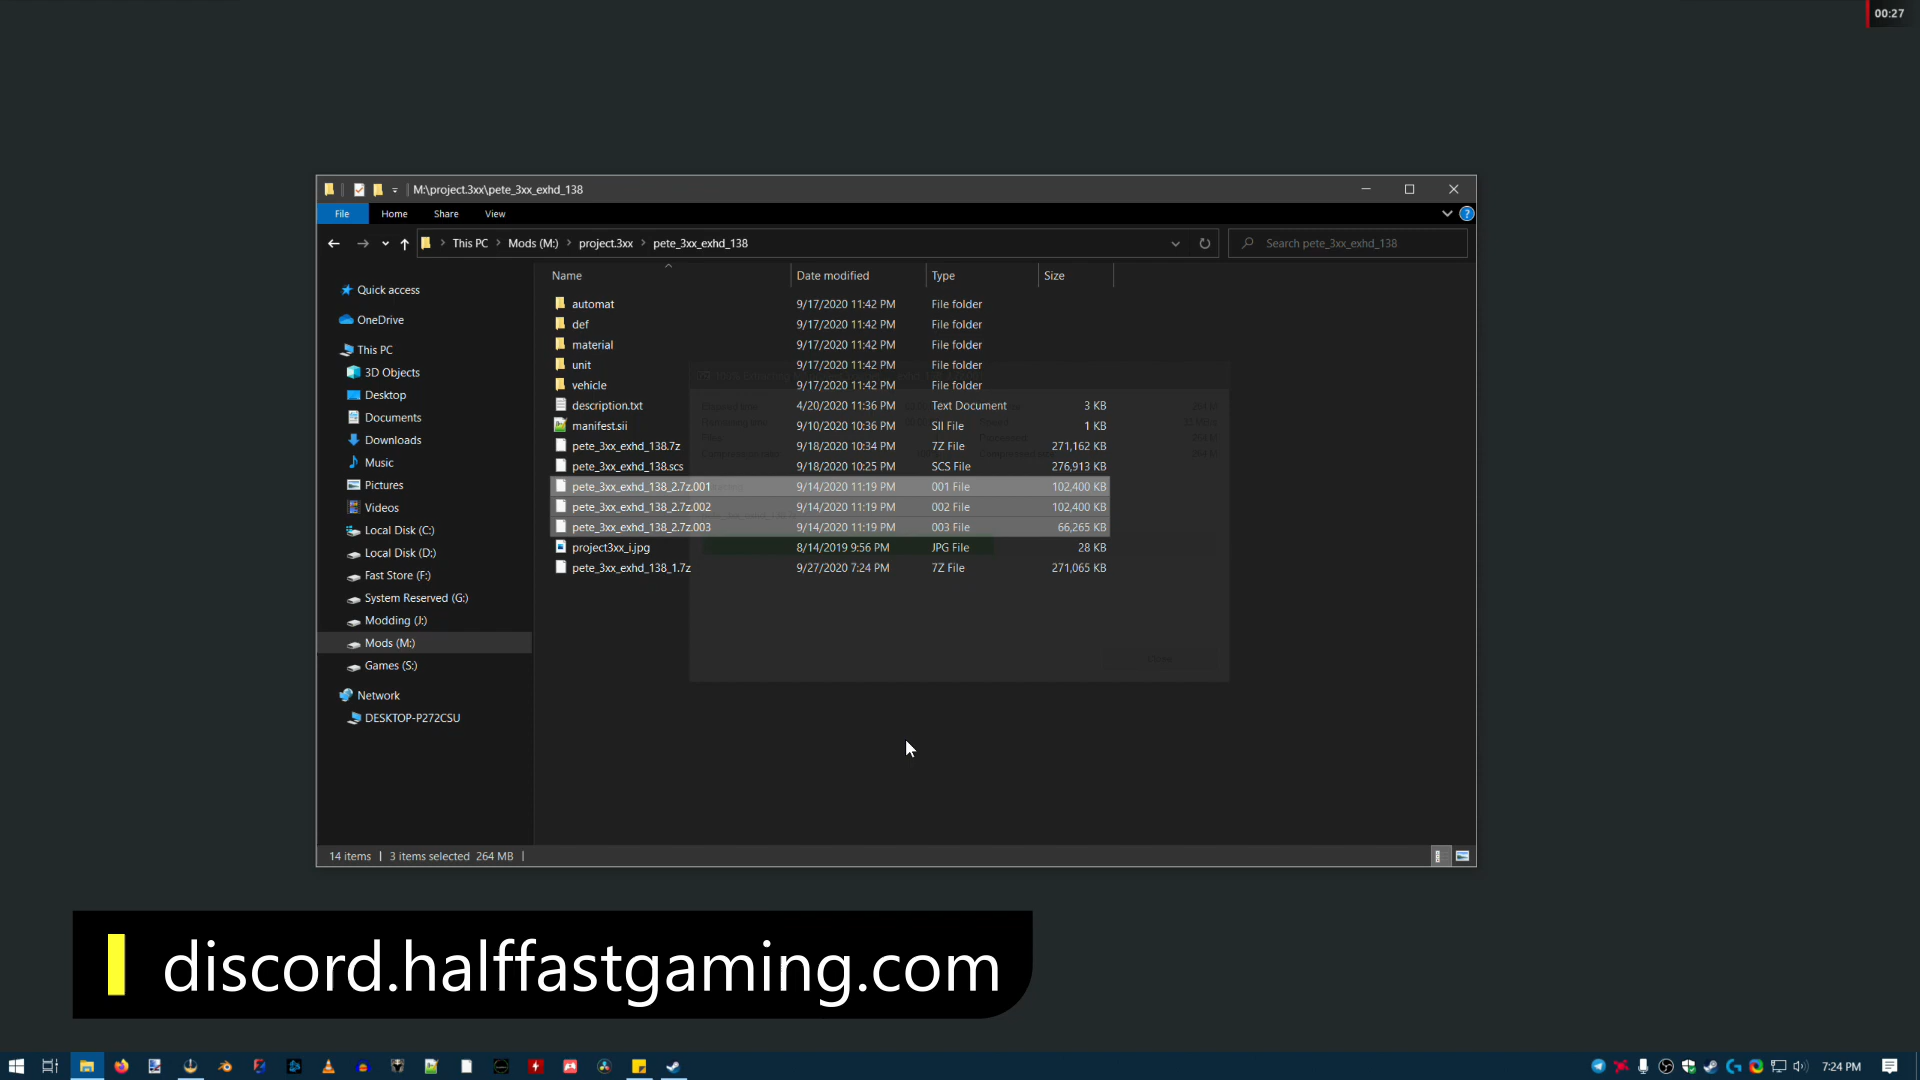 00:27
M:\project.3xx\pete_3xx_exhd_138
File Home Share View
This PC Mods (M:) project.3xx pete_3xx_exhd_138
Search pete_3xx_exhd_138
Name Date modified Type Size
Quick access
OneDrive
This PC
3D Objects
Desktop
Documents
Downloads
Music
Pictures
Videos
Local Disk (C:)
Local Disk (D:)
Fast Store (F:)
System Reserved (G:)
Modding (J:)
Mods (M:)
Games (S:)
Network
DESKTOP-P272CSU
automat 9/17/2020 11:42 PM File folder
def 9/17/2020 11:42 PM File folder
material 9/17/2020 11:42 PM File folder
unit 9/17/2020 11:42 PM File folder
vehicle 9/17/2020 11:42 PM File folder
description.txt 4/20/2020 11:36 PM Text Document 3 KB
manifest.sii 9/10/2020 10:36 PM SII File 1 KB
pete_3xx_exhd_138.7z 9/18/2020 10:34 PM 7Z File 271,162 KB
pete_3xx_exhd_138.scs 9/18/2020 10:25 PM SCS File 276,913 KB
pete_3xx_exhd_138_2.7z.001 9/14/2020 11:19 PM 001 File 102,400 KB
pete_3xx_exhd_138_2.7z.002 9/14/2020 11:19 PM 002 File 102,400 KB
pete_3xx_exhd_138_2.7z.003 9/14/2020 11:19 PM 003 File 66,265 KB
project3xx_i.jpg 8/14/2019 9:56 PM JPG File 28 KB
pete_3xx_exhd_138_1.7z 9/27/2020 7:24 PM 7Z File 271,065 KB
14 items 3 items selected 264 MB
discord.halffastgaming.com
7:24 PM